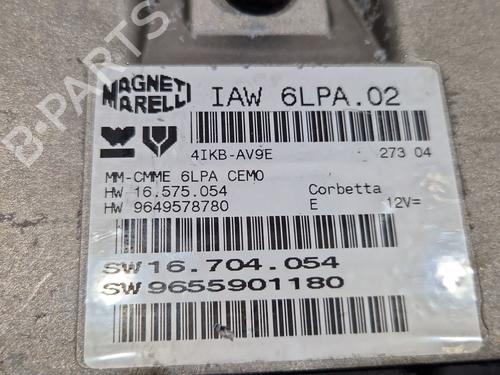 MAGNETI
MARELLI
IAW 6LPA.02
4IKB-AV9E 273 04
MM-CMME 6LPA CEMO
HW 16.575.054 Corbetta
HW 9649578780 E 12V=
SW 16.704.054
SW 9655901180
B-PARTS